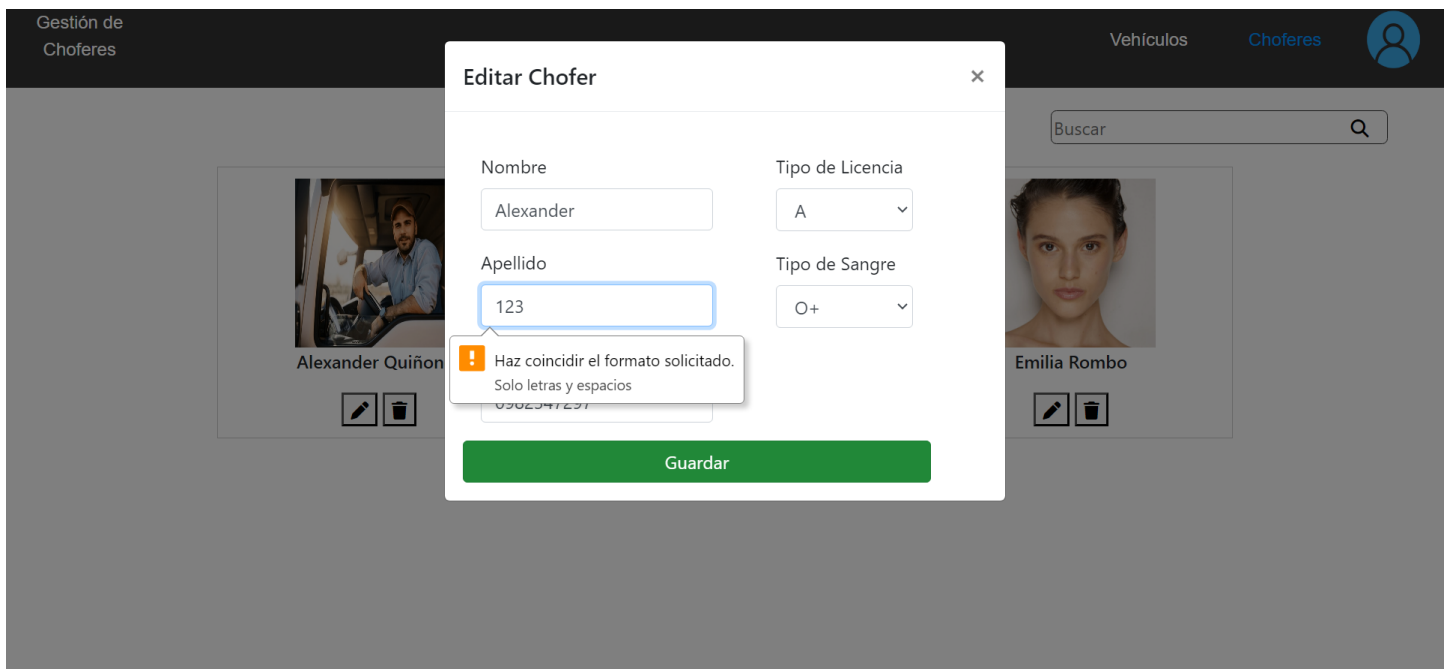 Gestión de
Choferes
Vehículos
Choferes
Editar Chofer
×
Buscar
Nombre
Tipo de Licencia
Alexander
A
Apellido
Tipo de Sangre
123
O+
Haz coincidir el formato solicitado.
Solo letras y espacios
Alexander Quiñon
Emilia Rombo
0982547297
Guardar